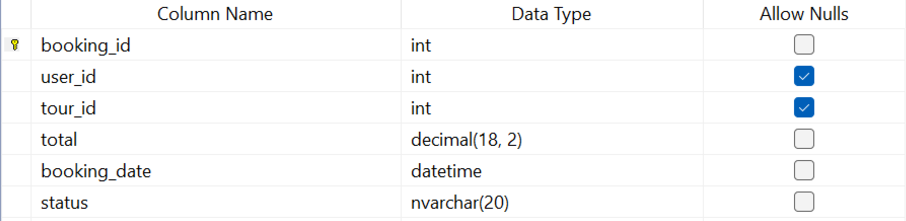 Column Name Data Type Allow Nulls
booking_id int
user_id int
tour_id int
total decimal(18, 2)
booking_date datetime
status nvarchar(20)